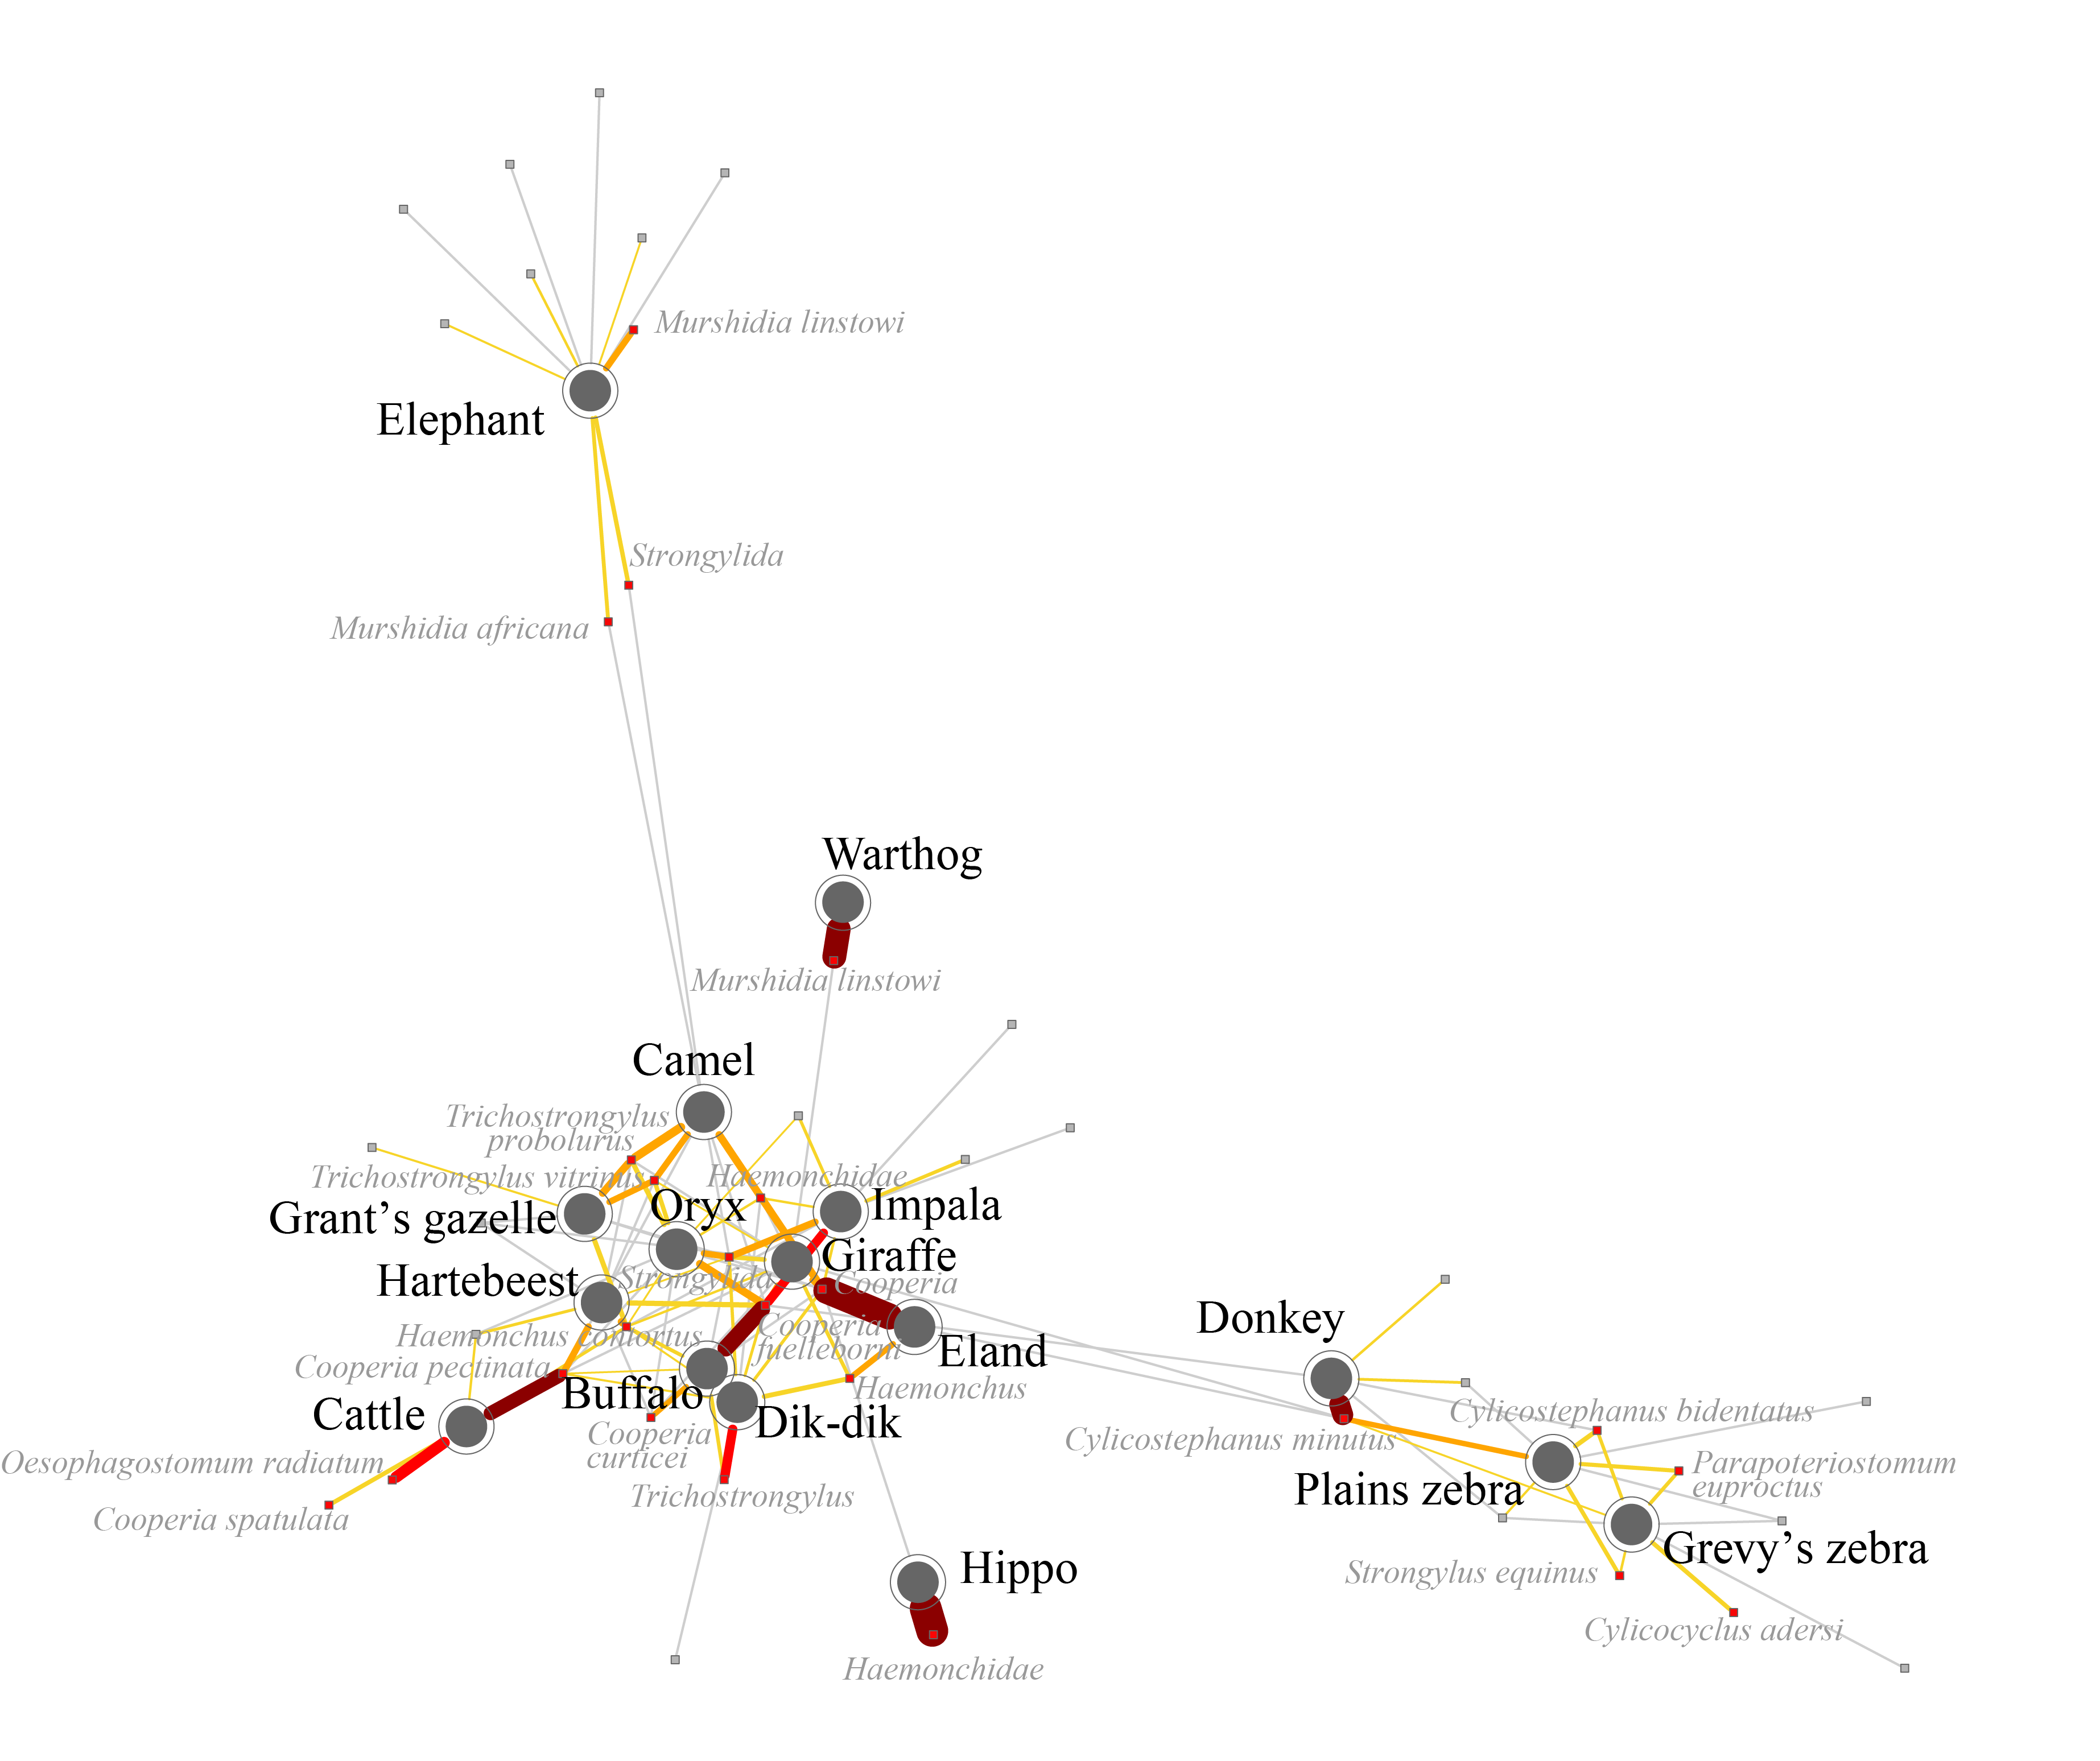 Murshidia linstowi
Elephant
Strongylida
Murshidia africana
Warthog
Murshidia linstowi
Camel
Trichostrongylus
probolurus
Trichostrongylus vitrinus
Haemonchidae
Oryx
Impala
Grant’s gazelle
Giraffe
Hartebeest
Strongylida
Cooperia
Donkey
Cooperia
fuelleborni
Haemonchus contortus
Eland
Cooperia pectinata
Buffalo
Haemonchus
Cattle
Dik-dik
Cylicostephanus bidentatus
Cooperia
curticei
Cylicostephanus minutus
Oesophagostomum radiatum
Parapoteriostomum
euproctus
Plains zebra
Trichostrongylus
Cooperia spatulata
Grevy’s zebra
Hippo
Strongylus equinus
Cylicocyclus adersi
Haemonchidae